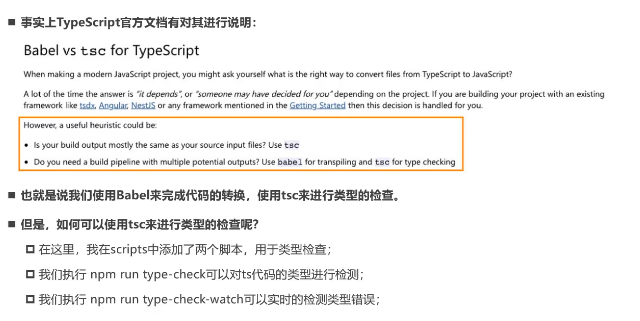 ■ 事实上TypeScript官方文档有对其进行说明：
Babel vs tsc for TypeScript
When making a modern JavaScript project, you might ask yourself what is the right way to convert files from TypeScript to JavaScript?
A lot of the time the answer is "it depends", or "someone may have decided for you" depending on the project. If you are building your project with an existing
framework like tsdx, Angular, NestJS or any framework mentioned in the Getting Started then this decision is handled for you.
However, a useful heuristic could be:
• Is your build output mostly the same as your source input files? Use tsc
• Do you need a build pipeline with multiple potential outputs? Use babel for transpiling and tsc for type checking
■ 也就是说我们使用Babel来完成代码的转换，使用tsc来进行类型的检查。
■ 但是，如何可以使用tsc来进行类型的检查呢？
在这里，我在scripts中添加了两个脚本，用于类型检查；
我们执行 npm run type-check可以对ts代码的类型进行检测；
我们执行 npm run type-check-watch可以实时的检测类型错误；